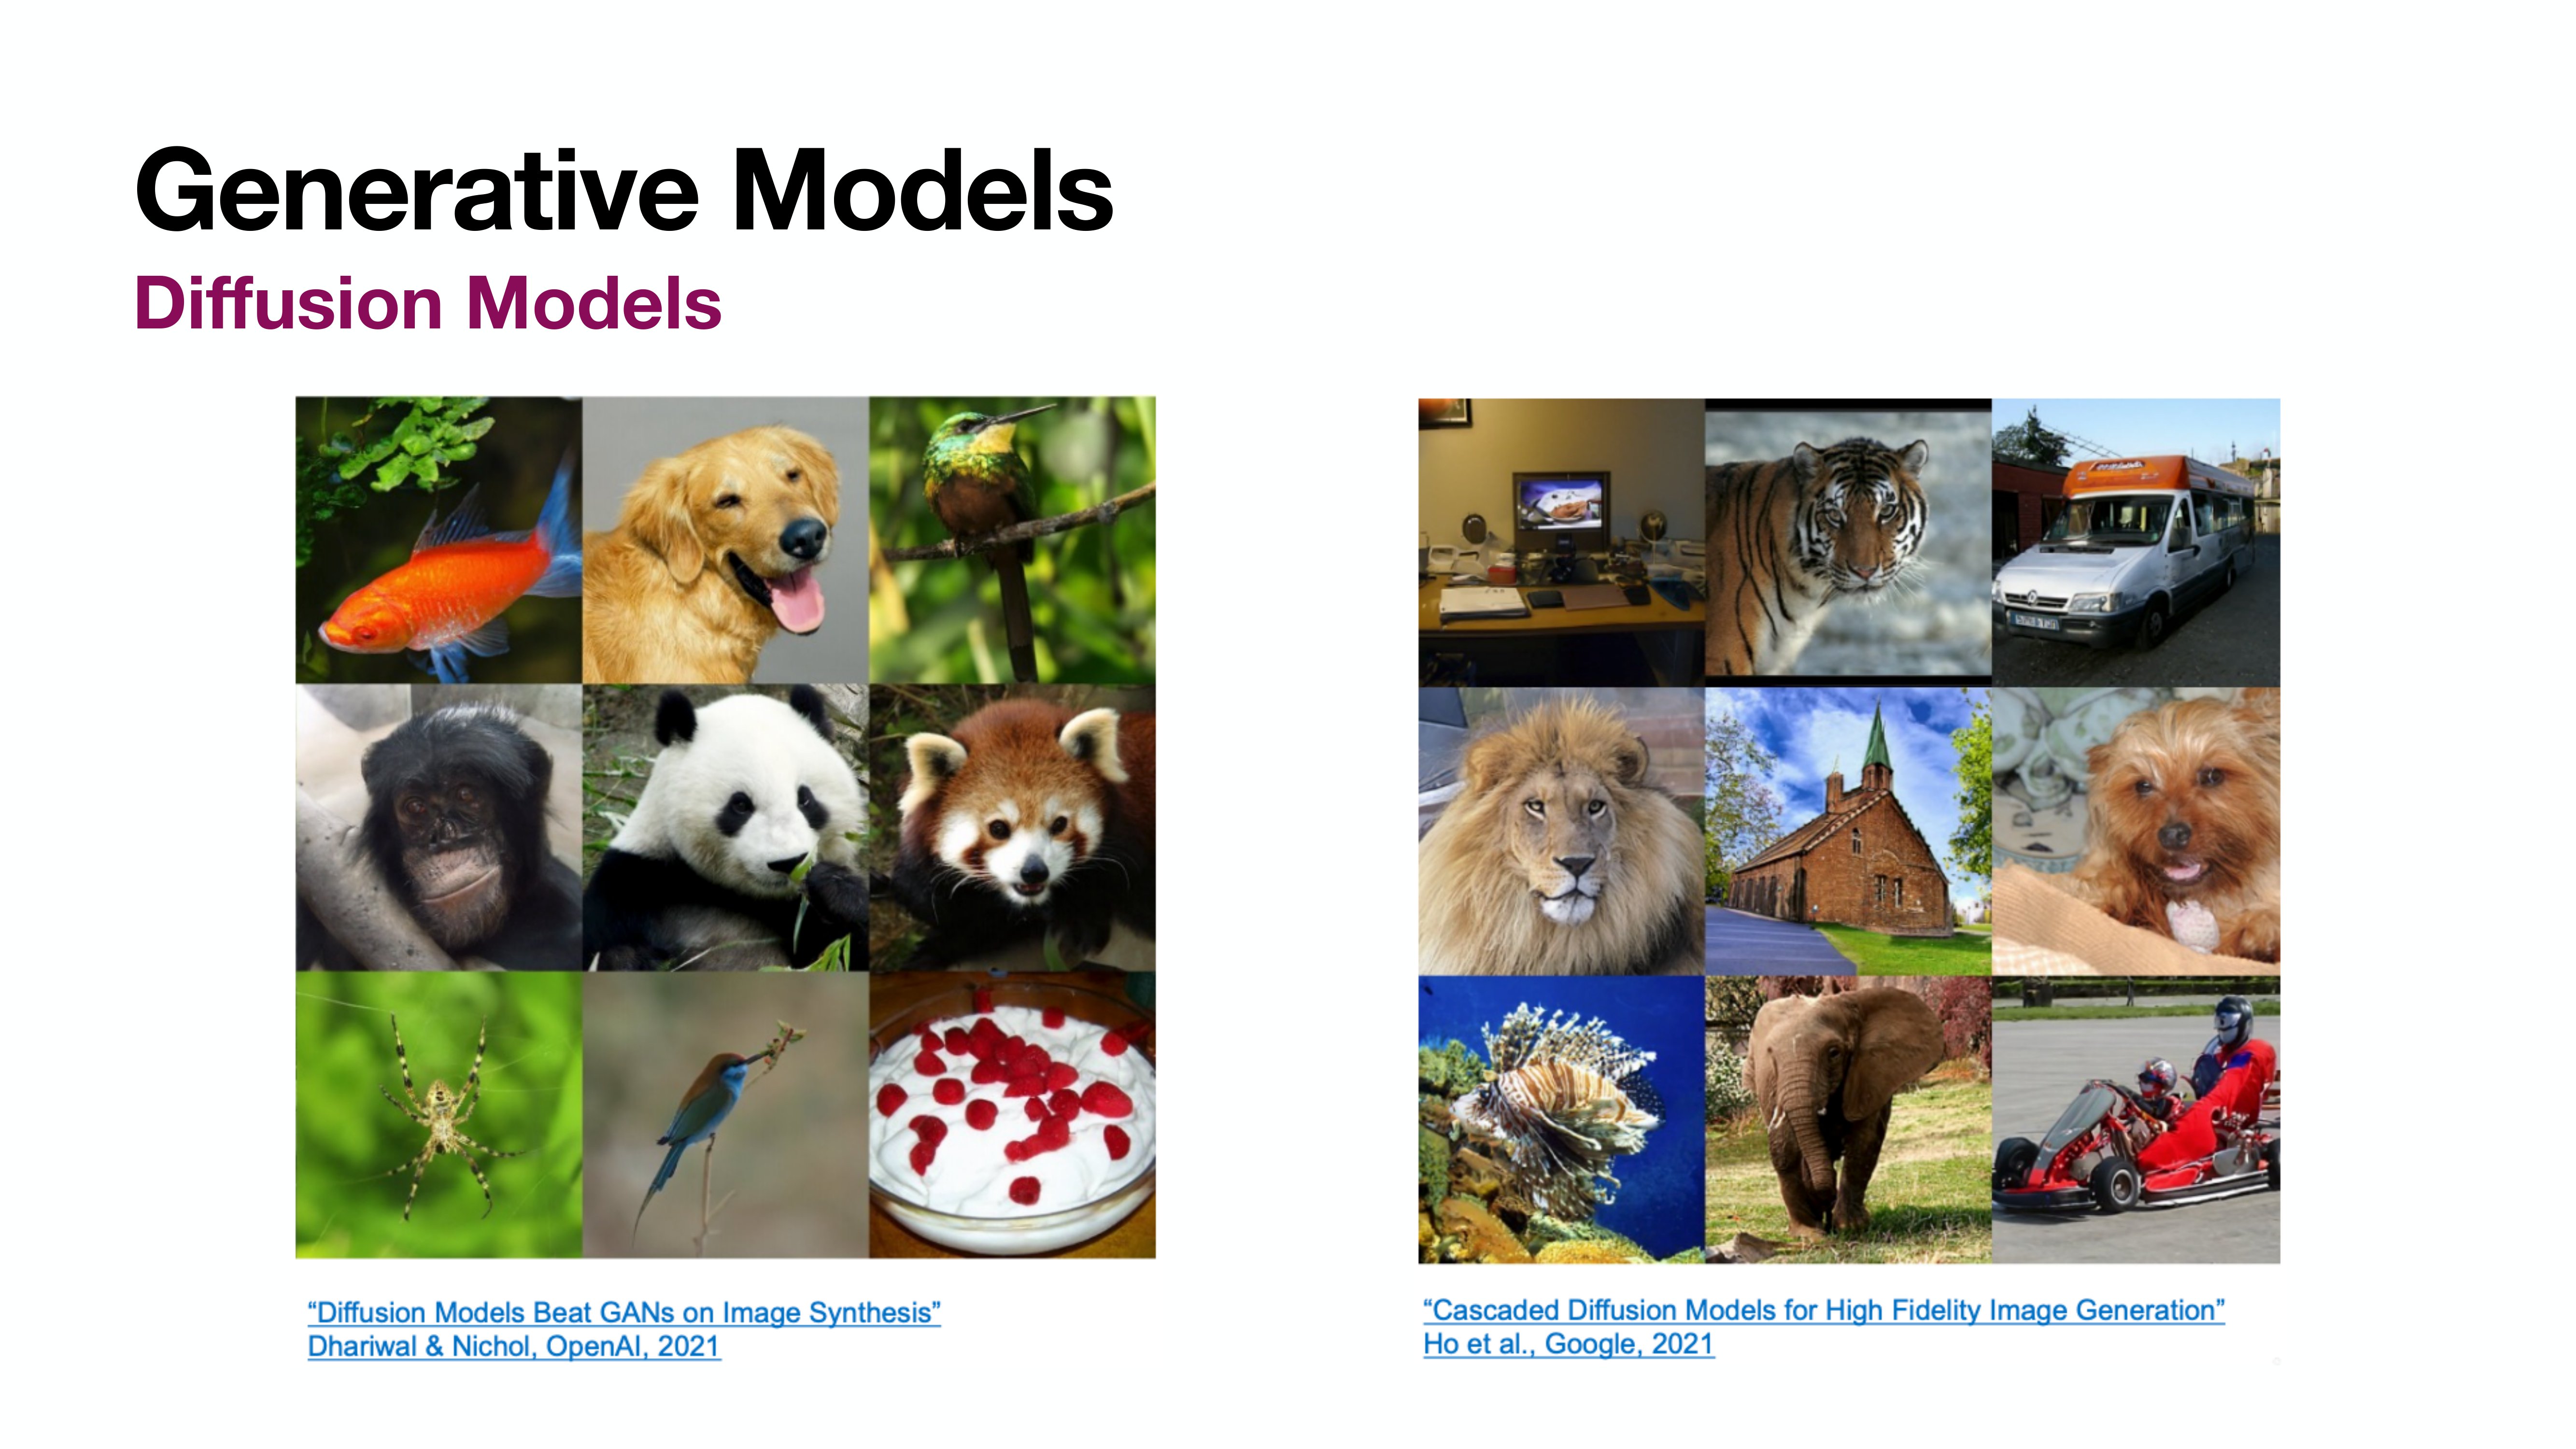 Generative Models
Diffusion Models
“Diffusion Models Beat GANs on Image Synthesis”
Dhariwal & Nichol, OpenAI, 2021
“Cascaded Diffusion Models for High Fidelity Image Generation”
Ho et al., Google, 2021